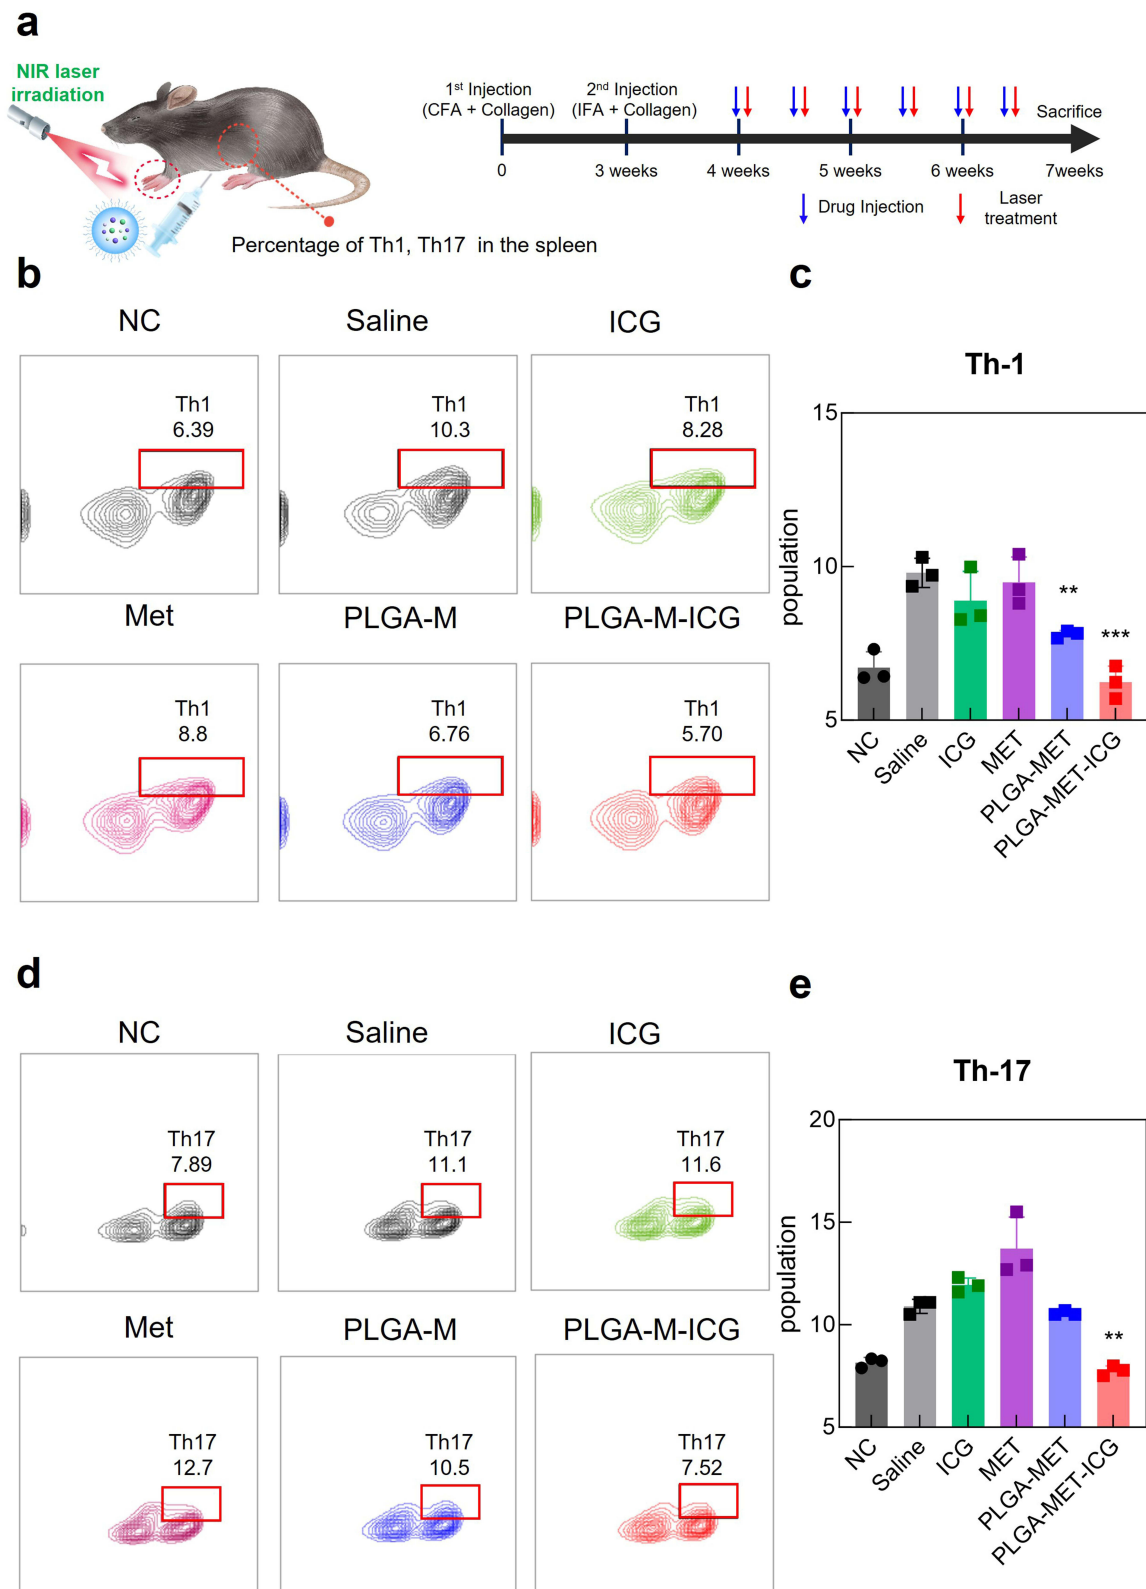 a
NIR laser
irradiation
Percentage of Th1, Th17 in the spleen
1st Injection
(CFA + Collagen)
2nd Injection
(IFA + Collagen)
Sacrifice
0
3 weeks
4 weeks
5 weeks
6 weeks
7weeks
Drug Injection
Laser
treatment
b
NC
Saline
ICG
Th1
6.39
Th1
10.3
Th1
8.28
Met
PLGA-M
PLGA-M-ICG
Th1
8.8
Th1
6.76
Th1
5.70
c
Th-1
population
15
10
5
**
***
NC
Saline
ICG
MET
PLGA-MET
PLGA-MET-ICG
d
NC
Saline
ICG
Th17
7.89
Th17
11.1
Th17
11.6
Met
PLGA-M
PLGA-M-ICG
Th17
12.7
Th17
10.5
Th17
7.52
e
Th-17
population
20
15
10
5
**
NC
Saline
ICG
MET
PLGA-MET
PLGA-MET-ICG